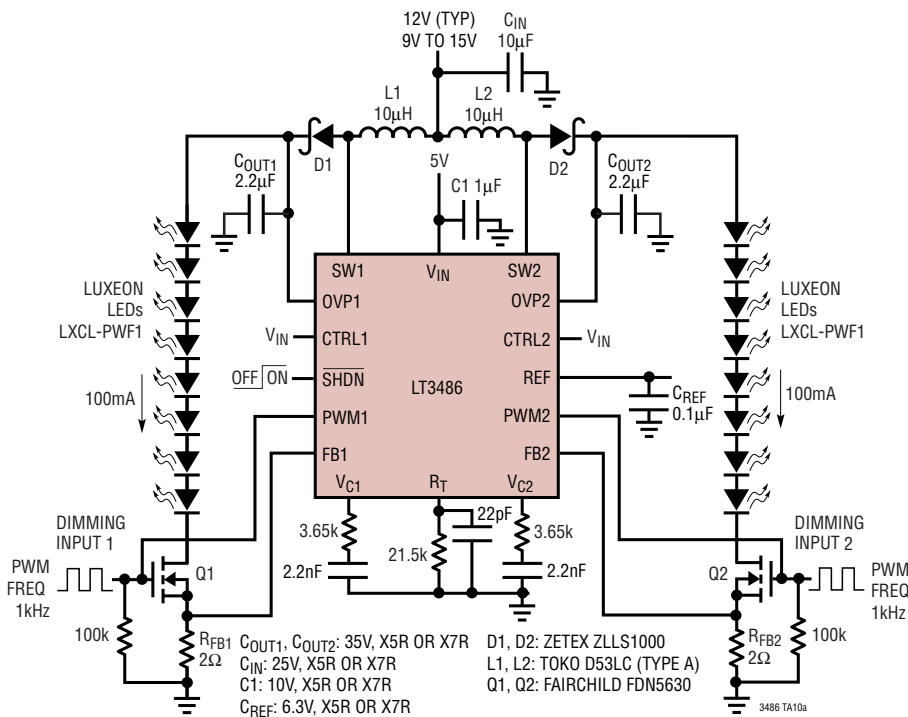 12V (TYP)
9V TO 15V
CIN
10µF
L1
10µH
L2
10µH
D1
5V
D2
COUT1
2.2µF
C1 1µF
COUT2
2.2µF
SW1
VIN
SW2
OVP1
OVP2
LUXEON
LEDs
LXCL-PWF1
LUXEON
LEDs
LXCL-PWF1
VIN
CTRL1
CTRL2
VIN
OFF ON
SHDN
LT3486
REF
100mA
CREF
0.1µF
100mA
PWM1
PWM2
FB1
FB2
VC1
RT
VC2
DIMMING
INPUT 1
3.65k
22pF
3.65k
DIMMING
INPUT 2
21.5k
PWM
FREQ
1kHz
Q1
2.2nF
2.2nF
Q2
PWM
FREQ
1kHz
100k
RFB1
2Ω
RFB2
2Ω
100k
COUT1, COUT2: 35V, X5R OR X7R
CIN: 25V, X5R OR X7R
C1: 10V, X5R OR X7R
CREF: 6.3V, X5R OR X7R
D1, D2: ZETEX ZLLS1000
L1, L2: TOKO D53LC (TYPE A)
Q1, Q2: FAIRCHILD FDN5630
3486 TA10a